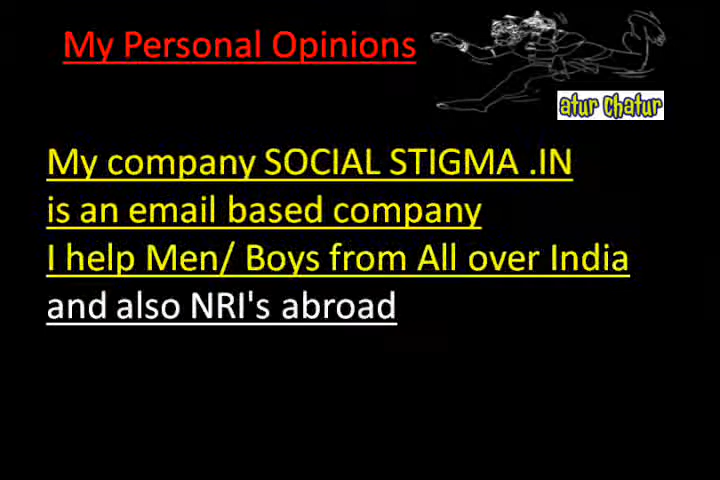 My Personal Opinions
atur chatur
My company SOCIAL STIGMA .IN
is an email based company
I help Men/ Boys from All over India
and also NRI's abroad